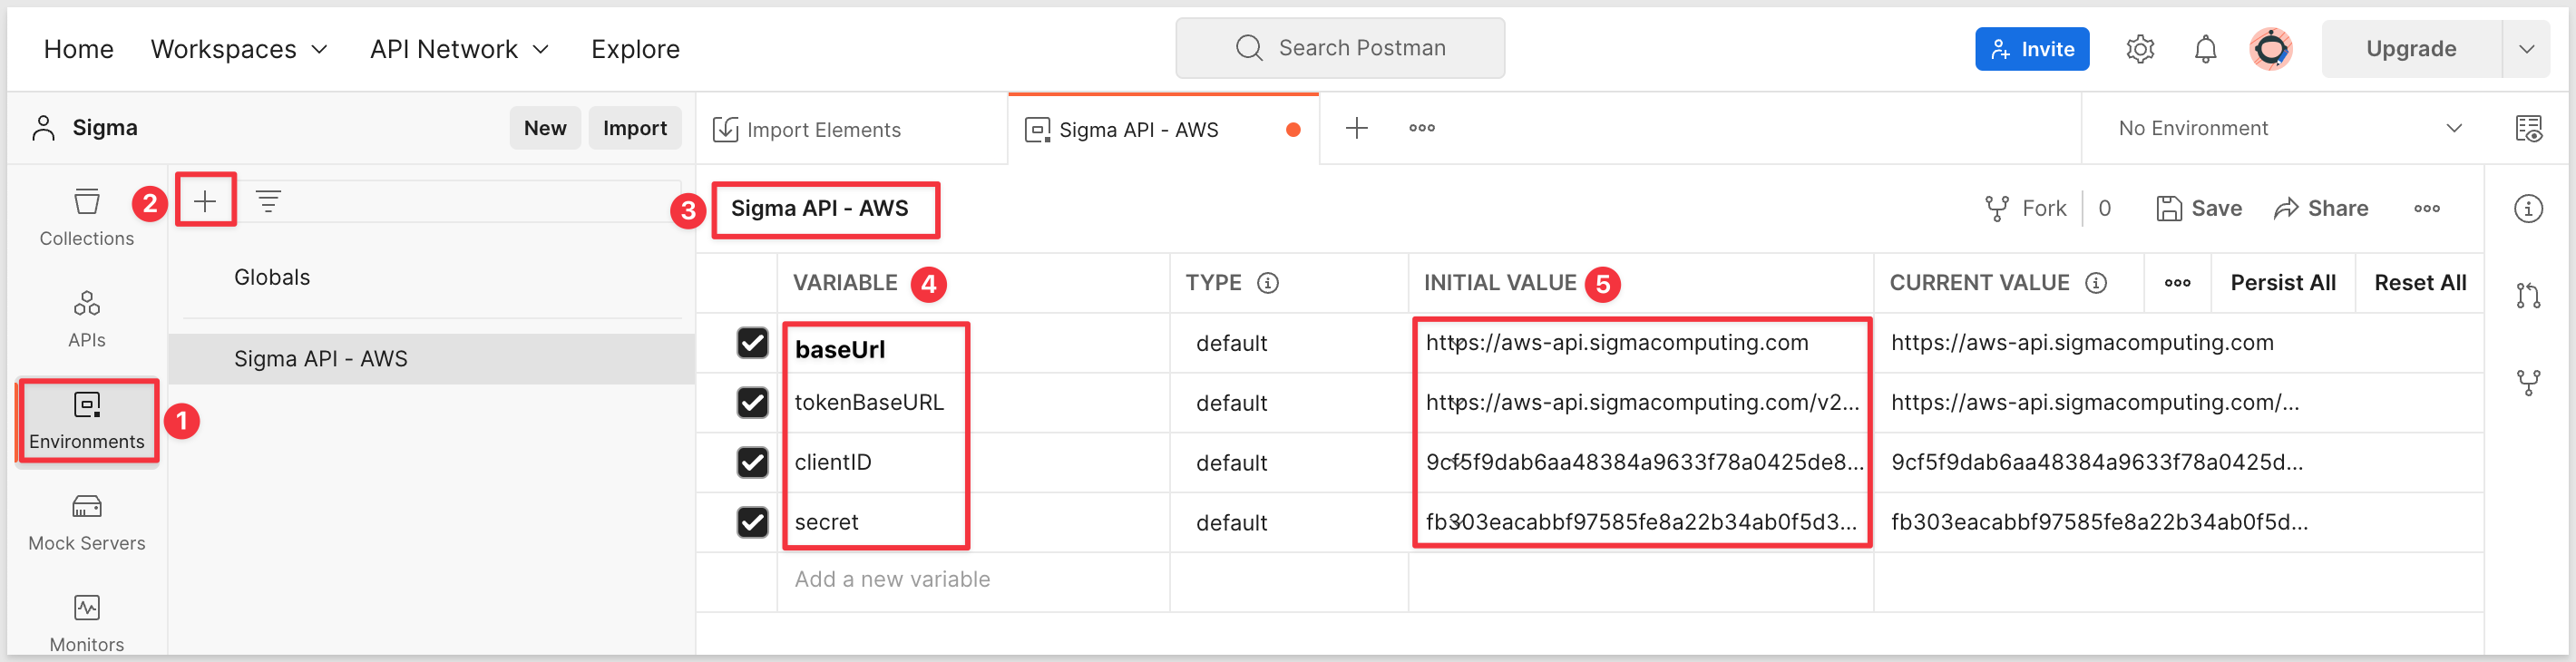 Home Workspaces API Network Explore Search Postman Invite Upgrade
Sigma New Import Import Elements Sigma API - AWS No Environment
2 3 Sigma API - AWS Fork 0 Save Share
Collections
Globals VARIABLE 4 TYPE INITIAL VALUE 5 CURRENT VALUE Persist All Reset All
APIs
baseUrl default https://aws-api.sigmacomputing.com https://aws-api.sigmacomputing.com
Sigma API - AWS
tokenBaseURL default https://aws-api.sigmacomputing.com/v2... https://aws-api.sigmacomputing.com/...
Environments 1
clientID default 9cf5f9dab6aa48384a9633f78a0425de8... 9cf5f9dab6aa48384a9633f78a0425d...
secret default fb303eacabbf97585fe8a22b34ab0f5d3... fb303eacabbf97585fe8a22b34ab0f5d...
Mock Servers
Add a new variable
Monitors